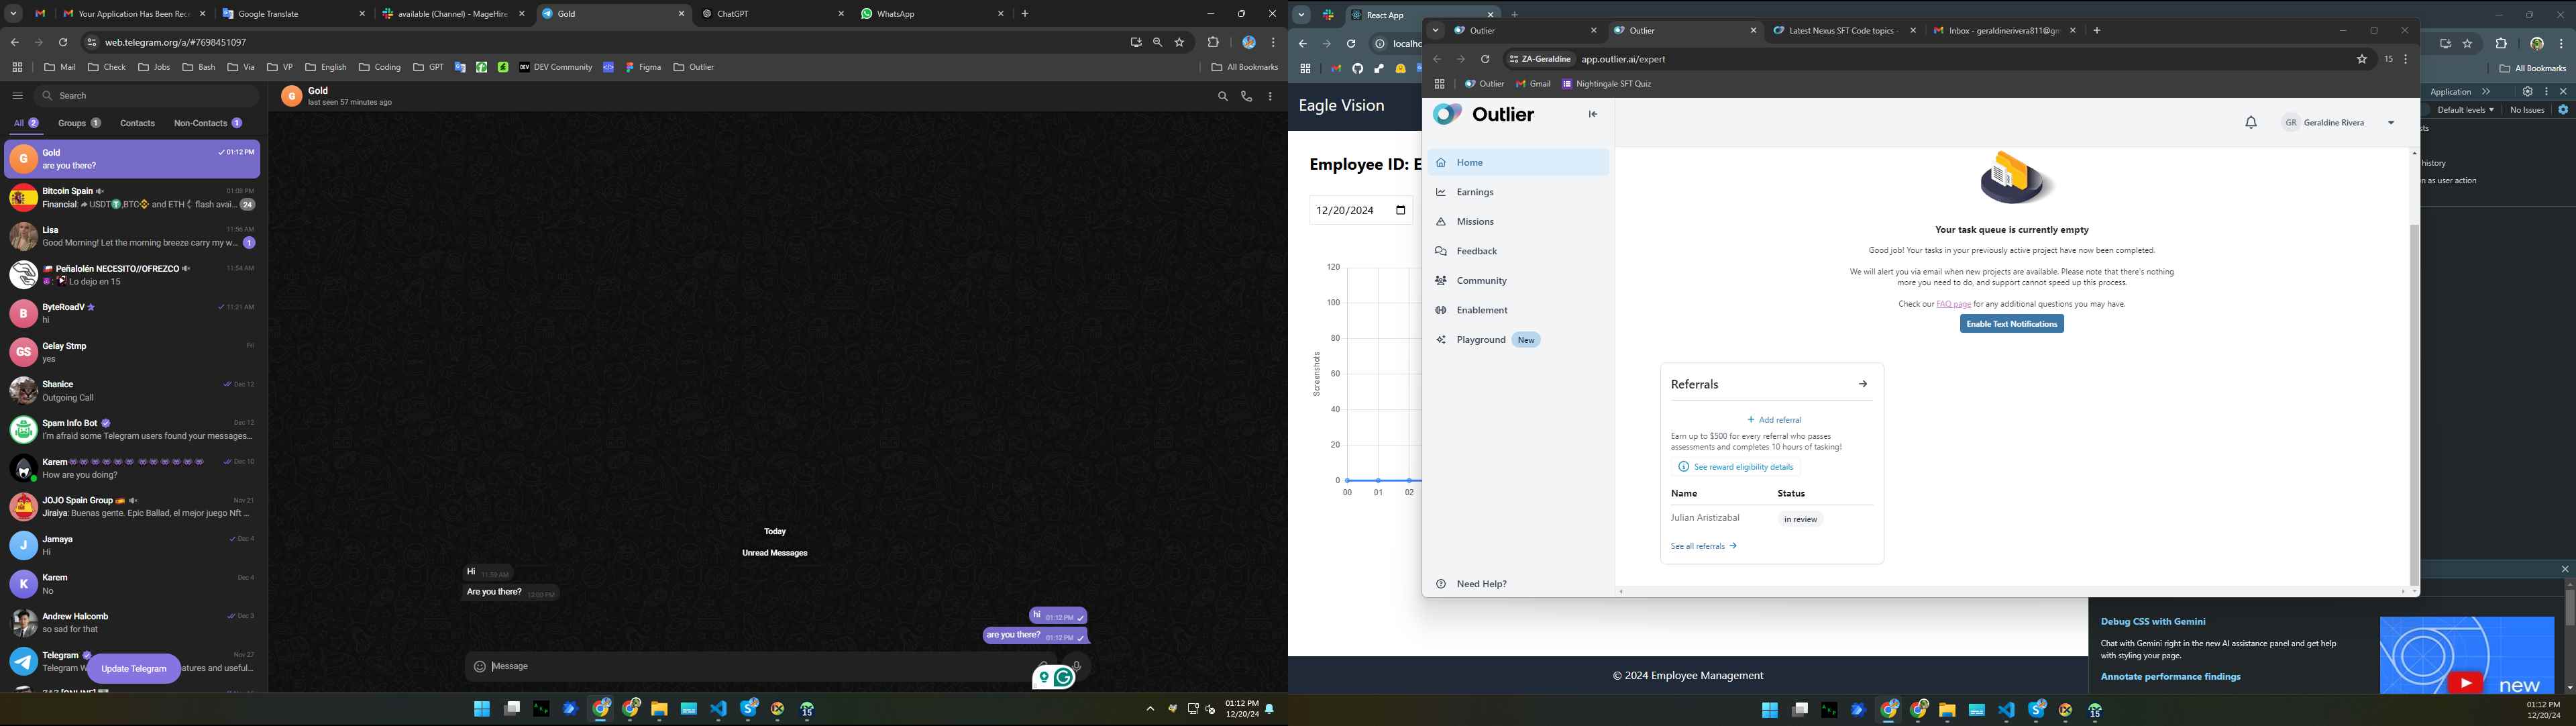 Your Application Has Been Rece
Google Translate
available (Channel) - MageHire
Gold
ChatGPT
WhatsApp
web.telegram.org/a/#7698451097
Mail
Check
Jobs
Bash
Via
VP
English
Coding
GPT
DEV Community
Figma
Outlier
All Bookmarks
Search
All 2
Groups 1
Contacts
Non-Contacts 1
Gold
01:12 PM
are you there?
Bitcoin Spain
01:08 PM
Financial: USDT, BTC and ETH flash avai...
24
Lisa
11:56 AM
Good Morning! Let the morning breeze carry my w...
1
Peñalolén NECESITO//OFREZCO
11:54 AM
: Lo dejo en 15
B
ByteRoadV
11:21 AM
hi
GS
Gelay Stmp
Fri
yes
Shanice
Dec 13
Outgoing Call
Spam Info Bot
Dec 12
I'm afraid some Telegram users found your messages...
Karem
Dec 10
How are you doing?
JOJO Spain Group
Nov 21
Jiraiya: Buenas gente. Epic Ballad, el mejor juego Nft ...
J
Jamaya
Dec 4
Hi
K
Karem
Dec 4
No
Andrew Halcomb
Dec 3
so sad for that
Telegram
Nov 27
Telegram W
atures and useful...
Update Telegram
G
Gold
last seen 57 minutes ago
Today
Unread Messages
Hi 11:59 AM
Are you there? 12:00 PM
hi 01:12 PM
are you there? 01:12 PM
Message
01:12 PM
12/20/24
React App
localho
Eagle Vision
Employee ID: E
12/20/2024
120
100
80
60
40
20
0
Screenshots
00
01
02
© 2024 Employee Management
Outlier
Outlier
Latest Nexus SFT Code topics -
Inbox - geraldinerivera811@gm
ZA-Geraldine
app.outlier.ai/expert
15
Outlier
Gmail
Nightingale SFT Quiz
Outlier
GR
Geraldine Rivera
Home
Earnings
Missions
Feedback
Community
Enablement
Playground
New
Need Help?
Your task queue is currently empty
Good job! Your tasks in your previously active project have now been completed.
We will alert you via email when new projects are available. Please note that there's nothing
more you need to do, and support cannot speed up this process.
Check our FAQ page for any additional questions you may have.
Enable Text Notifications
Referrals
+ Add referral
Earn up to $500 for every referral who passes
assessments and completes 10 hours of tasking!
See reward eligibility details
Name
Status
Julian Aristizabal
in review
See all referrals
All Bookmarks
Application
Default levels
No Issues
sts
history
n as user action
Debug CSS with Gemini
Chat with Gemini right in the new AI assistance panel and get help
with styling your page.
Annotate performance findings
new
01:12 PM
12/20/24